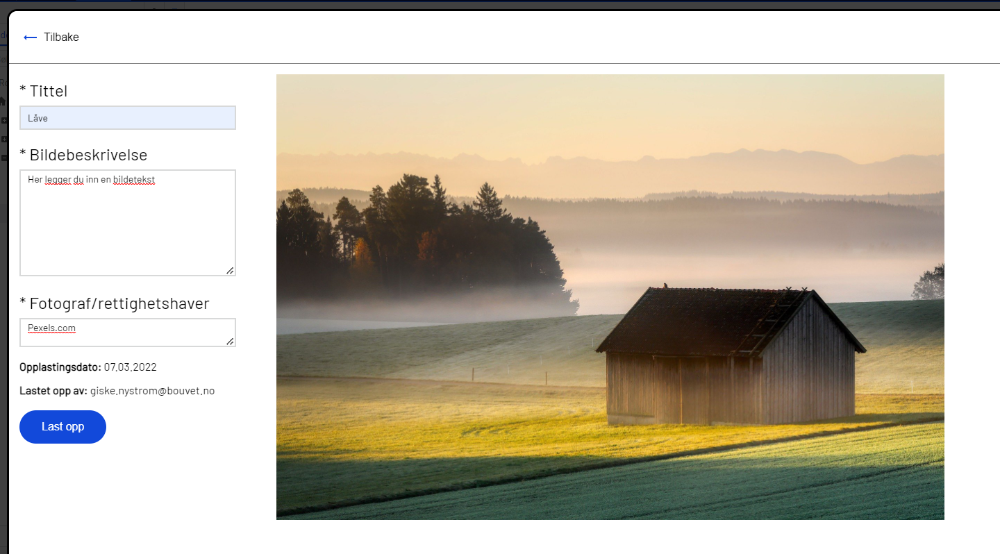 Tilbake
* Tittel
Låve
* Bildebeskrivelse
Her legger du inn en bildetekst
* Fotograf/rettighetshaver
Pexels.com
Opplastingsdato: 07.03.2022
Lastet opp av: giske.nystrom@bouvet.no
Last opp